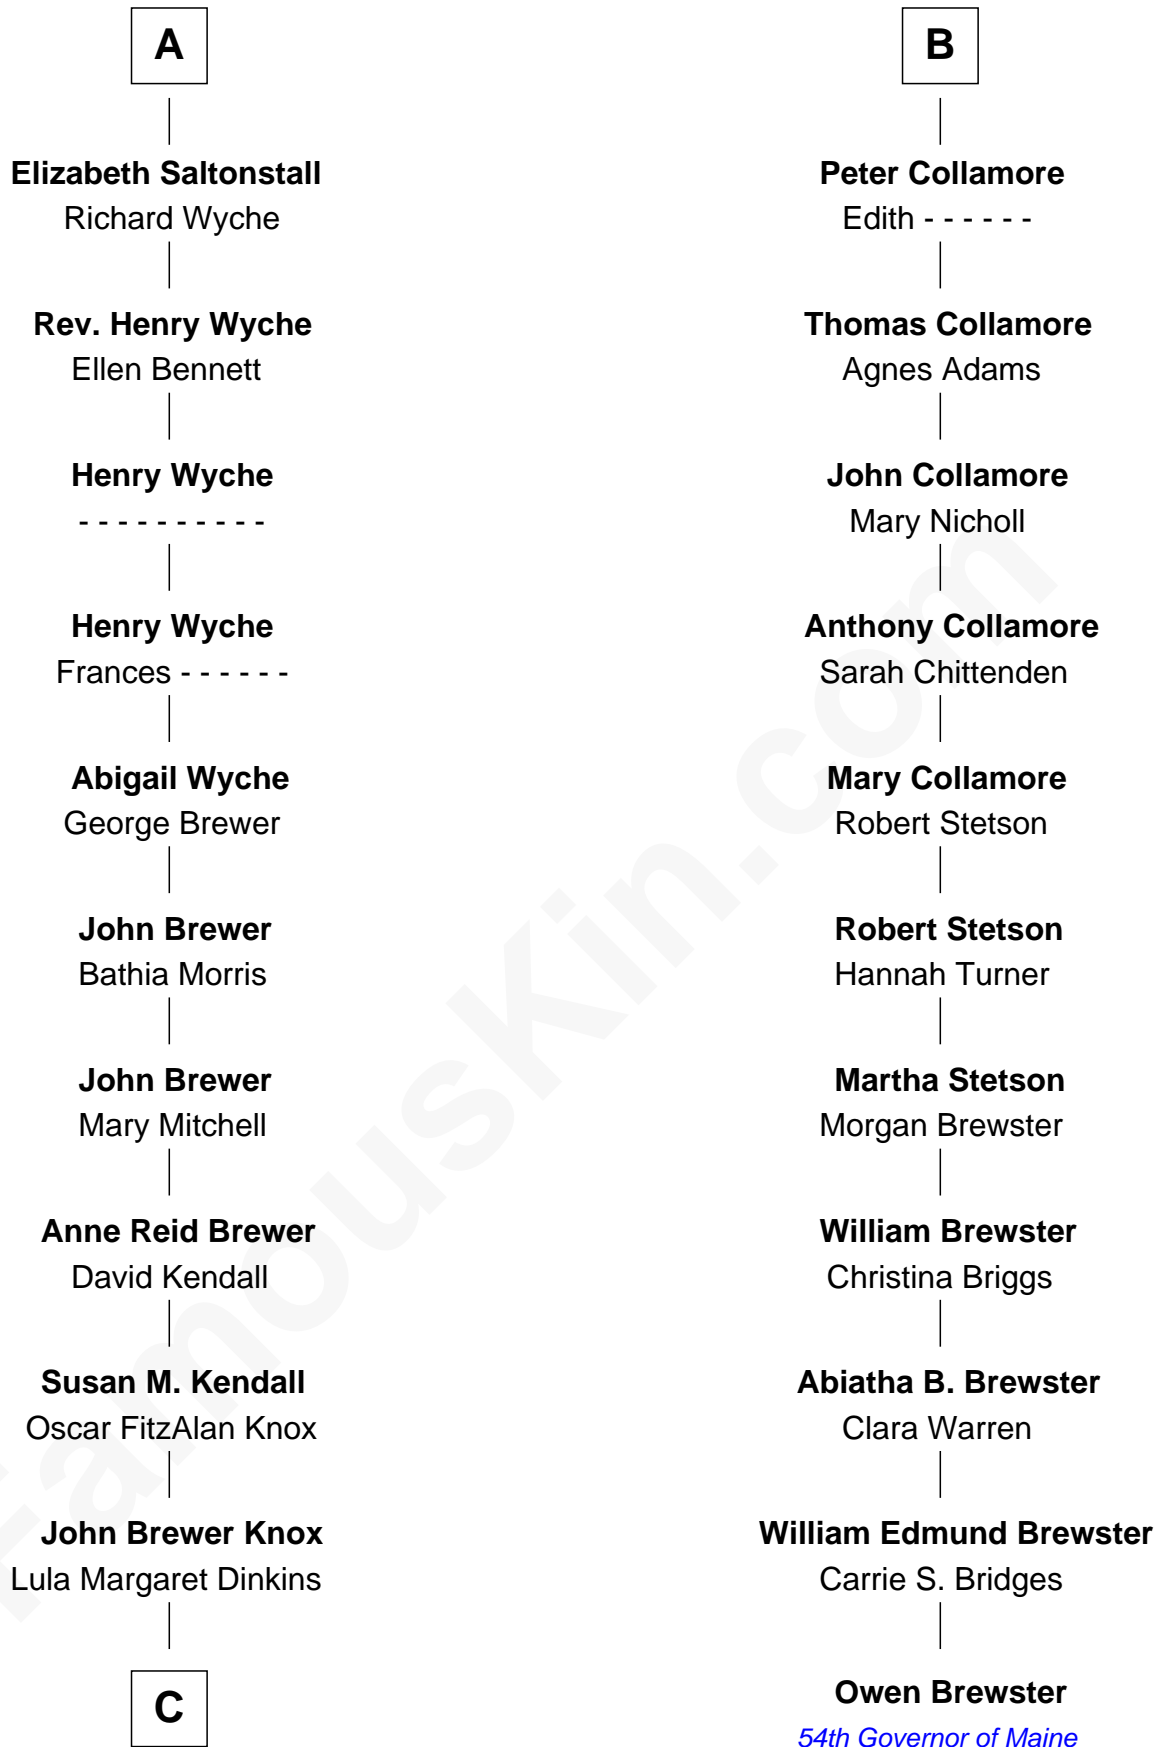 A
Elizabeth Saltonstall
Richard Wyche
Rev. Henry Wyche
Ellen Bennett
Henry Wyche
- - - - - - - - - -
Henry Wyche
Frances - - - - - -
Abigail Wyche
George Brewer
John Brewer
Bathia Morris
John Brewer
Mary Mitchell
Anne Reid Brewer
David Kendall
Susan M. Kendall
Oscar FitzAlan Knox
John Brewer Knox
Lula Margaret Dinkins
C
B
Peter Collamore
Edith - - - - - -
Thomas Collamore
Agnes Adams
John Collamore
Mary Nicholl
Anthony Collamore
Sarah Chittenden
Mary Collamore
Robert Stetson
Robert Stetson
Hannah Turner
Martha Stetson
Morgan Brewster
William Brewster
Christina Briggs
Abiatha B. Brewster
Clara Warren
William Edmund Brewster
Carrie S. Bridges
Owen Brewster
54th Governor of Maine
FamousKin.com